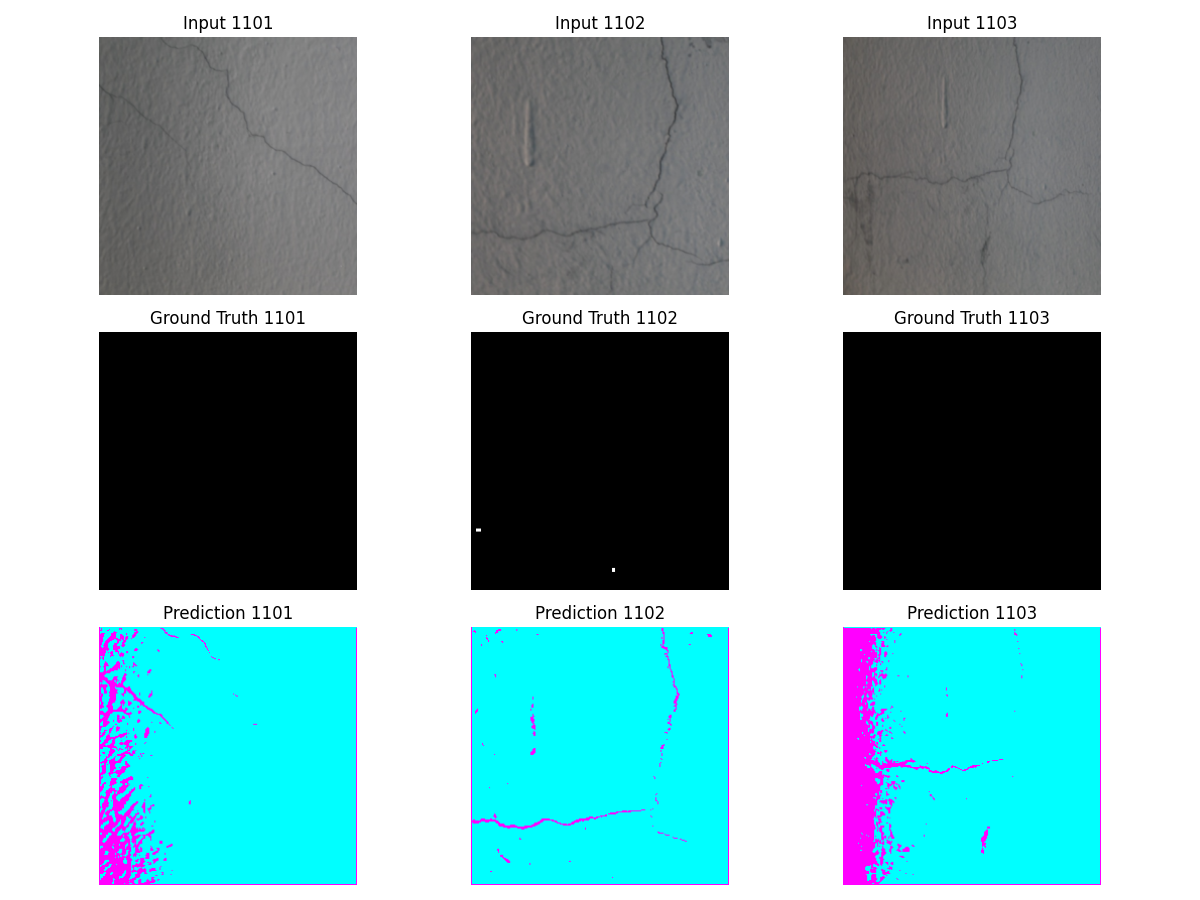 Input 1101
Input 1102
Input 1103
Ground Truth 1101
Ground Truth 1102
Ground Truth 1103
Prediction 1101
Prediction 1102
Prediction 1103